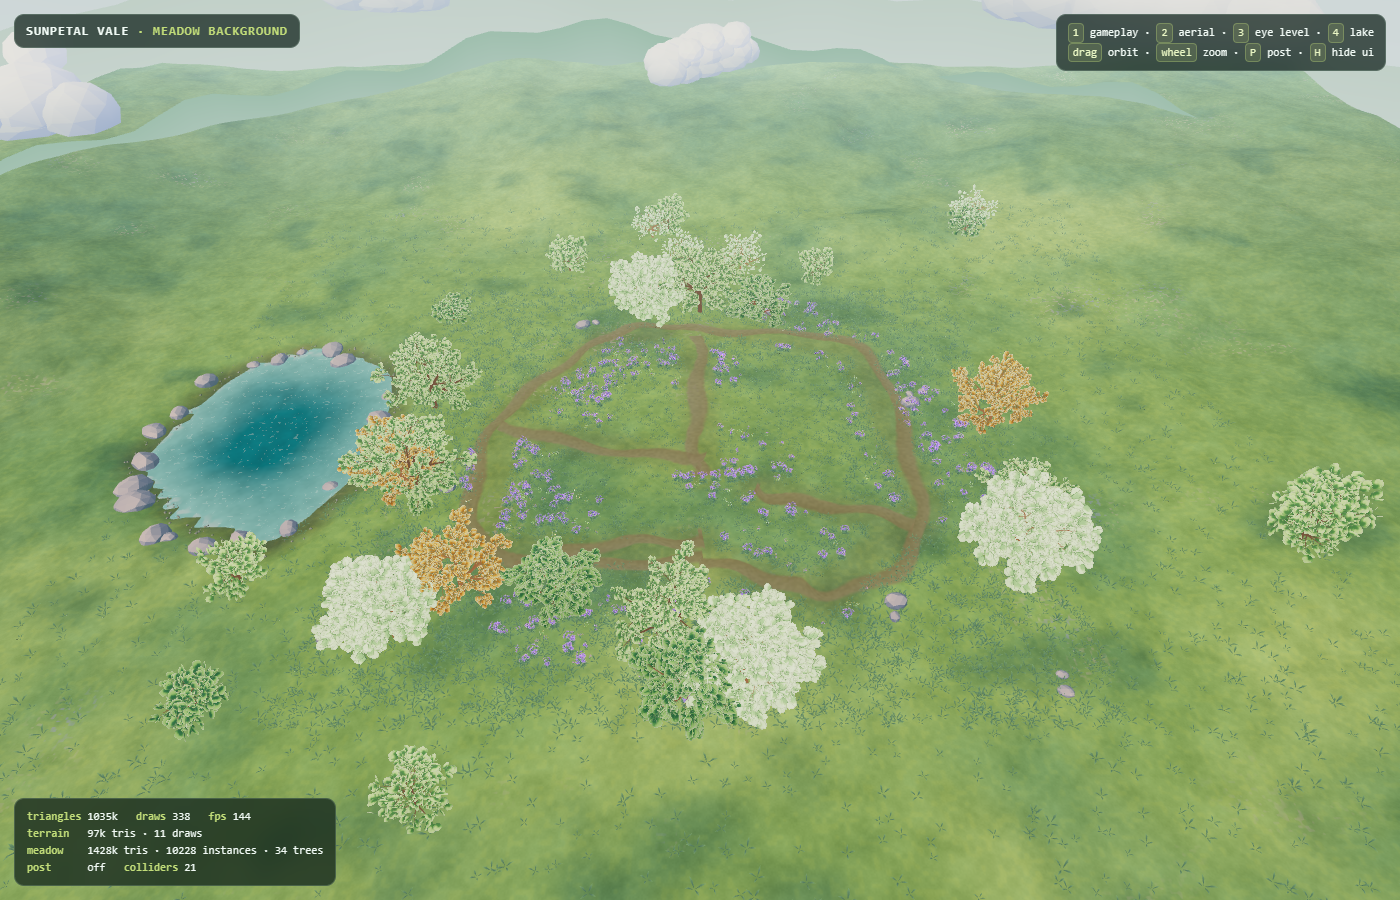 SUNPETAL VALE · MEADOW BACKGROUND
1 gameplay · 2 aerial · 3 eye level · 4 lake
drag orbit · wheel zoom · P post · H hide ui
triangles 1035k draws 338 fps 144
terrain 97k tris · 11 draws
meadow 1428k tris · 10228 instances · 34 trees
post off colliders 21